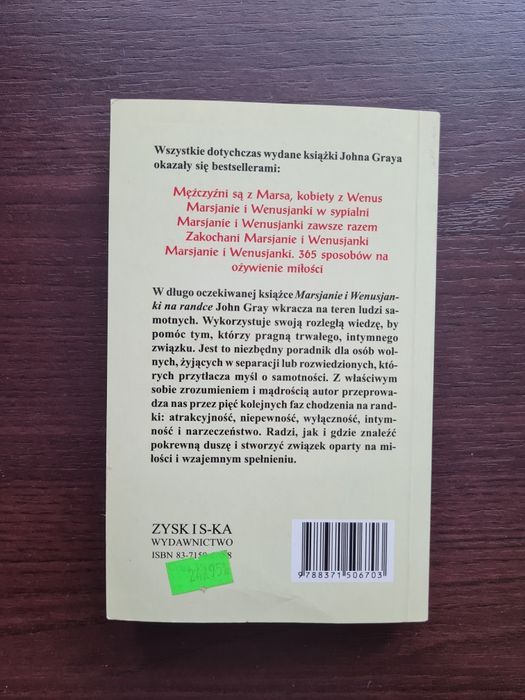 Wszystkie dotychczas wydane książki Johna Graya
okazały się bestsellerami:
Mężczyźni są z Marsa, kobiety z Wenus
Marsjanie i Wenusjanki w sypialni
Marsjanie i Wenusjanki zawsze razem
Zakochani Marsjanie i Wenusjanki
Marsjanie i Wenusjanki. 365 sposobów na
ożywienie miłości
W długo oczekiwanej książce Marsjanie i Wenusjan-
ki na randce John Gray wkracza na teren ludzi sa-
motnych. Wykorzystuje swoją rozległą wiedzę, by
pomóc tym, którzy pragną trwałego, intymnego
związku. Jest to niezbędny poradnik dla osób wol-
nych, żyjących w separacji lub rozwiedzionych, któ-
rych przytłacza myśl o samotności. Z właściwym
sobie zrozumieniem i mądrością autor przeprowa-
dza nas przez pięć kolejnych faz chodzenia na rand-
ki: atrakcyjność, niepewność, wyłączność, intym-
ność i narzeczeństwo. Radzi, jak i gdzie znaleźć
pokrewną duszę i stworzyć związek oparty na mi-
łości i wzajemnym spełnieniu.
ZYSK I S-KA
WYDAWNICTWO
ISBN
9788371506703